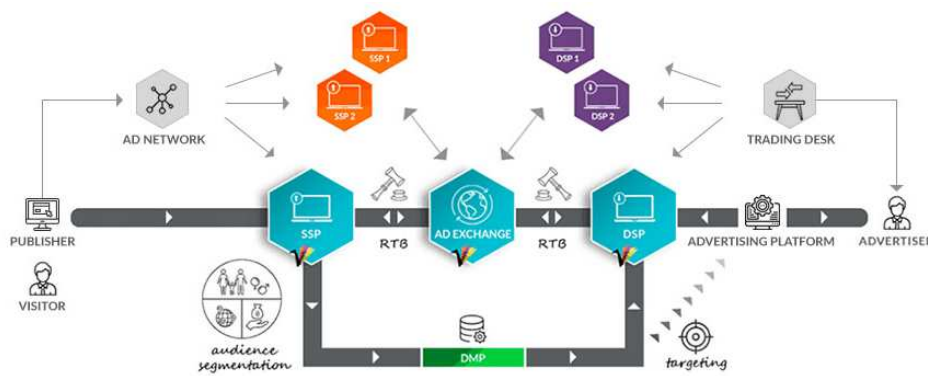 SSP 1
DSP 1
SSP 2
DSP 2
AD NETWORK
TRADING DESK
SSP
AD EXCHANGE
DSP
RTB
RTB
PUBLISHER
ADVERTISING PLATFORM
ADVERTISE
VISITOR
audience
segmentation
DMP
targeting